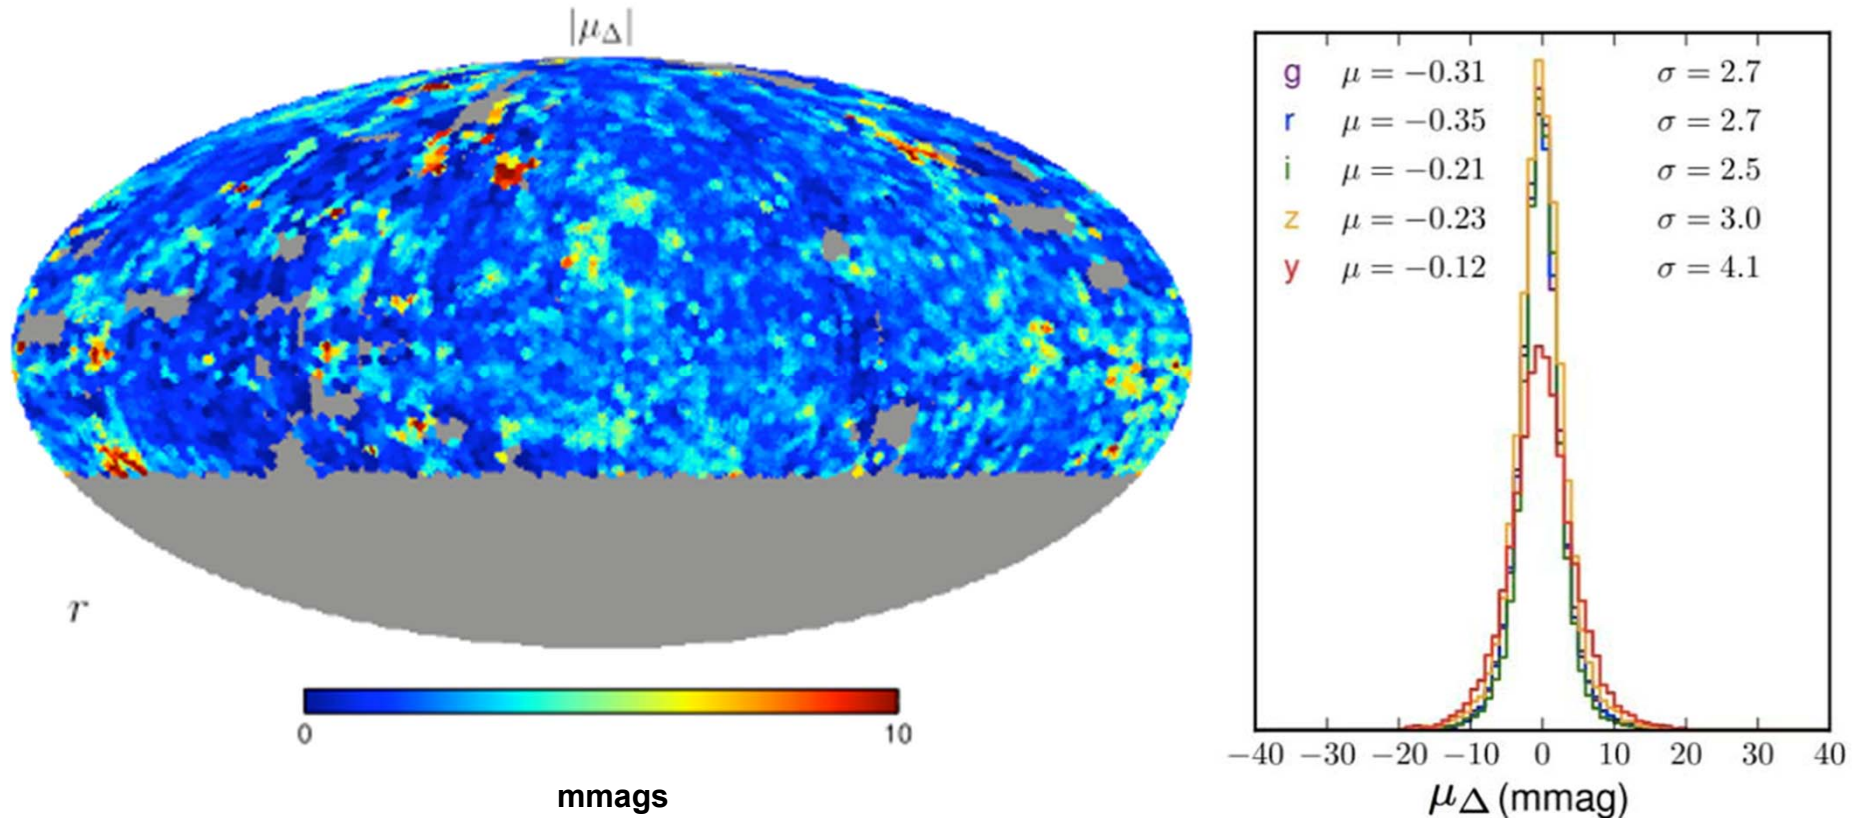 |μΔ|
r
0 10
mmags
g μ = −0.31 σ = 2.7
r μ = −0.35 σ = 2.7
i μ = −0.21 σ = 2.5
z μ = −0.23 σ = 3.0
y μ = −0.12 σ = 4.1
−40 −30 −20 −10 0 10 20 30 40
μΔ (mmag)